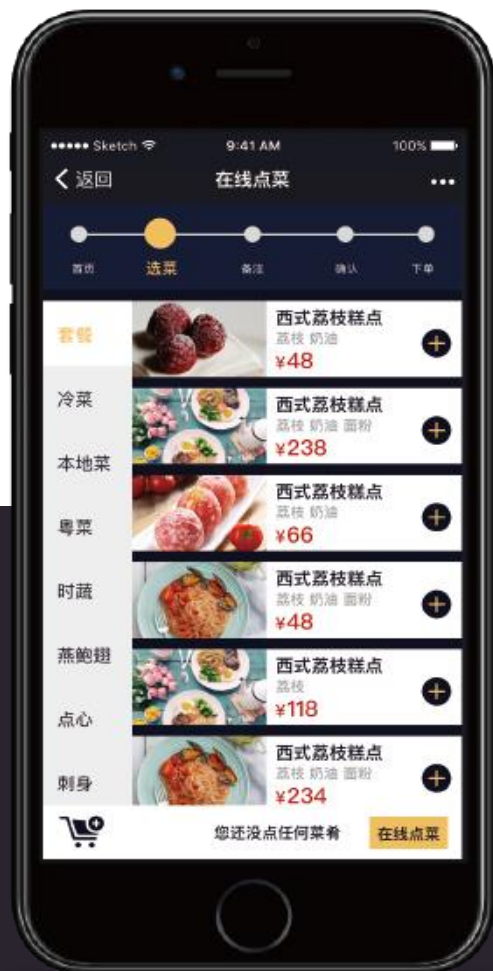 Sketch 9:41 AM 100%
返回 在线点菜
首页 选菜 备注 确认 下单
套餐
冷菜
本地菜
粤菜
时蔬
燕鲍翅
点心
刺身
西式荔枝糕点
荔枝 奶油
¥48
西式荔枝糕点
荔枝 奶油 面粉
¥238
西式荔枝糕点
荔枝 奶油
¥66
西式荔枝糕点
荔枝 奶油 面粉
¥48
西式荔枝糕点
荔枝
¥118
西式荔枝糕点
荔枝 奶油 面粉
¥234
您还没点任何菜肴 在线点菜